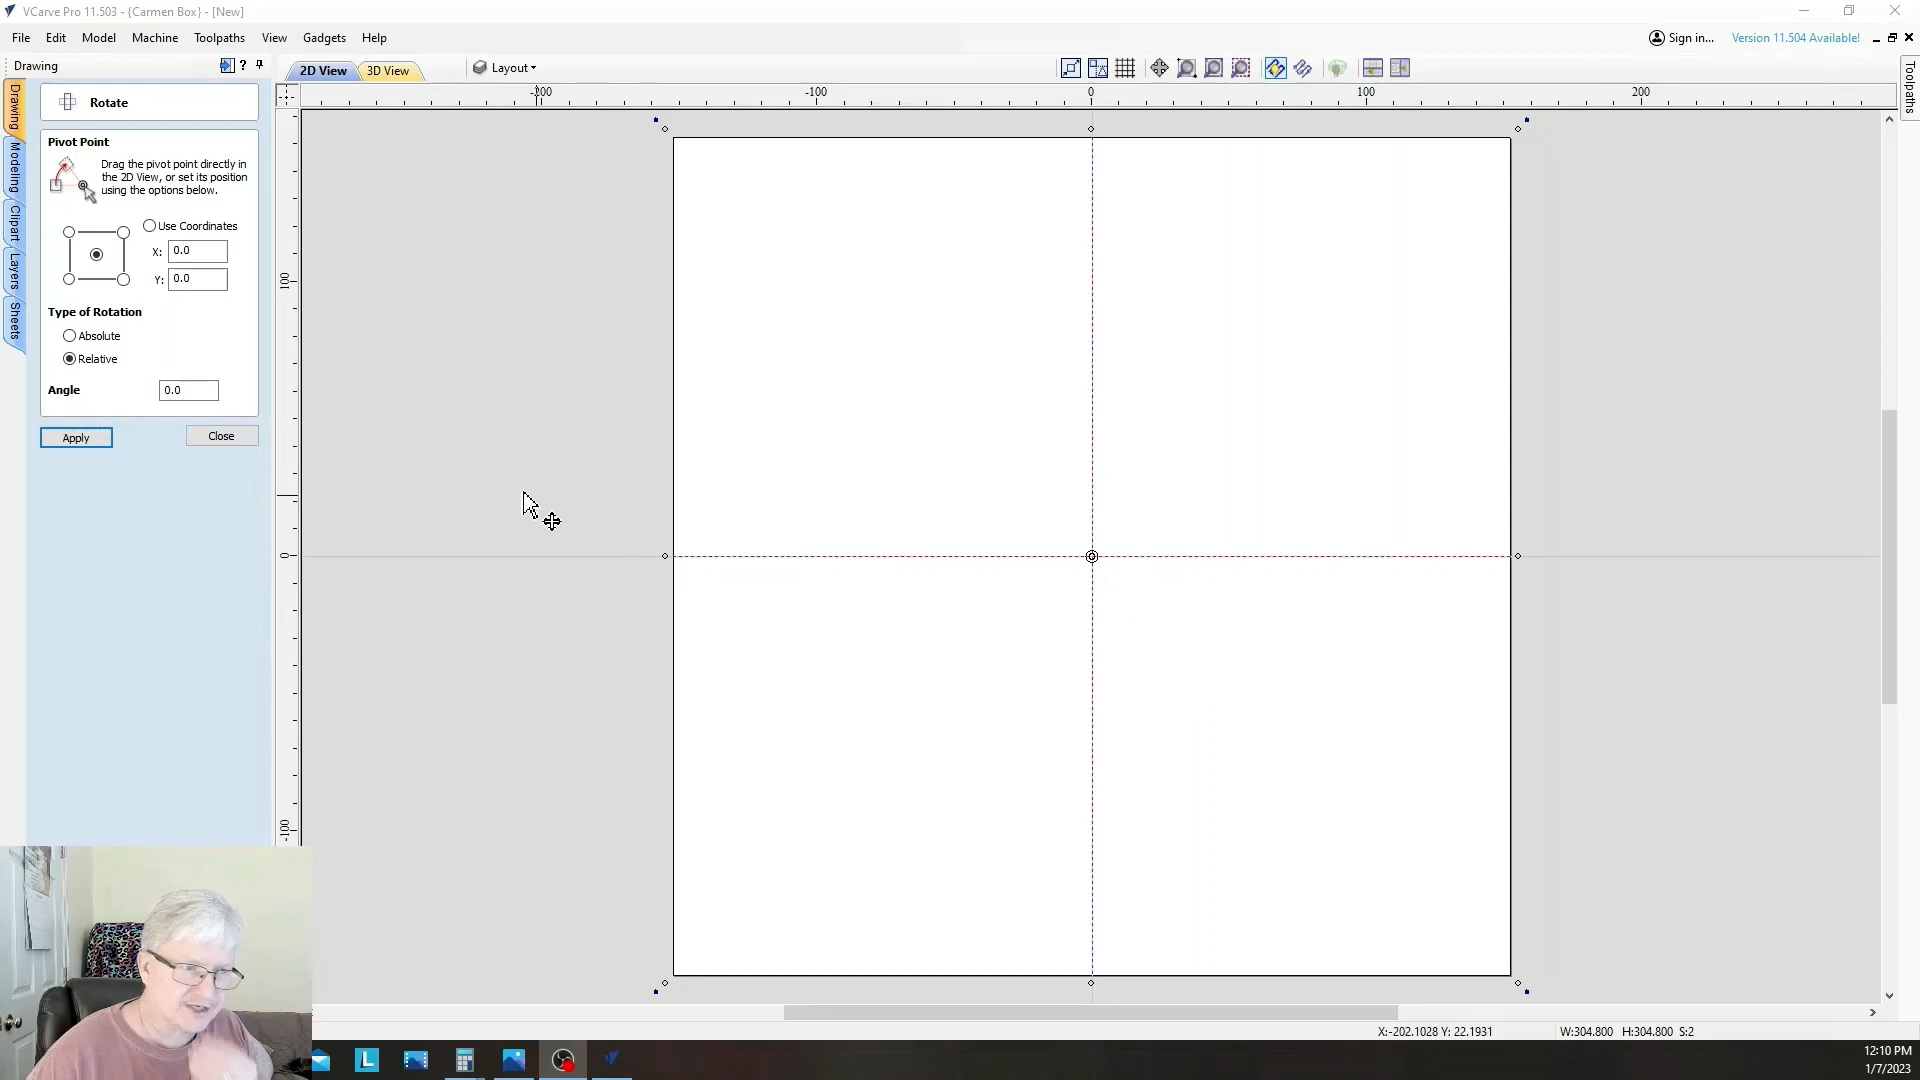 VCarve Pro 11.503 - {Carmen Box} - [New]
File Edit Model Machine Toolpaths View Gadgets Help
Sign in... Version 11.504 Available!
Drawing ?
2D View 3D View Layout
Toolpaths
Drawing
Modeling
Clipart
Layers
Sheets
Rotate
Pivot Point
Drag the pivot point directly in
the 2D View, or set its position
using the options below.
Use Coordinates
X: 0.0
Y: 0.0
Type of Rotation
Absolute
Relative
Angle 0.0
Apply Close
-200 -100 0 100 200
100
0
-100
X:-202.1028 Y: 22.1931 W:304.800 H:304.800 S:2
L
12:10 PM
1/7/2023